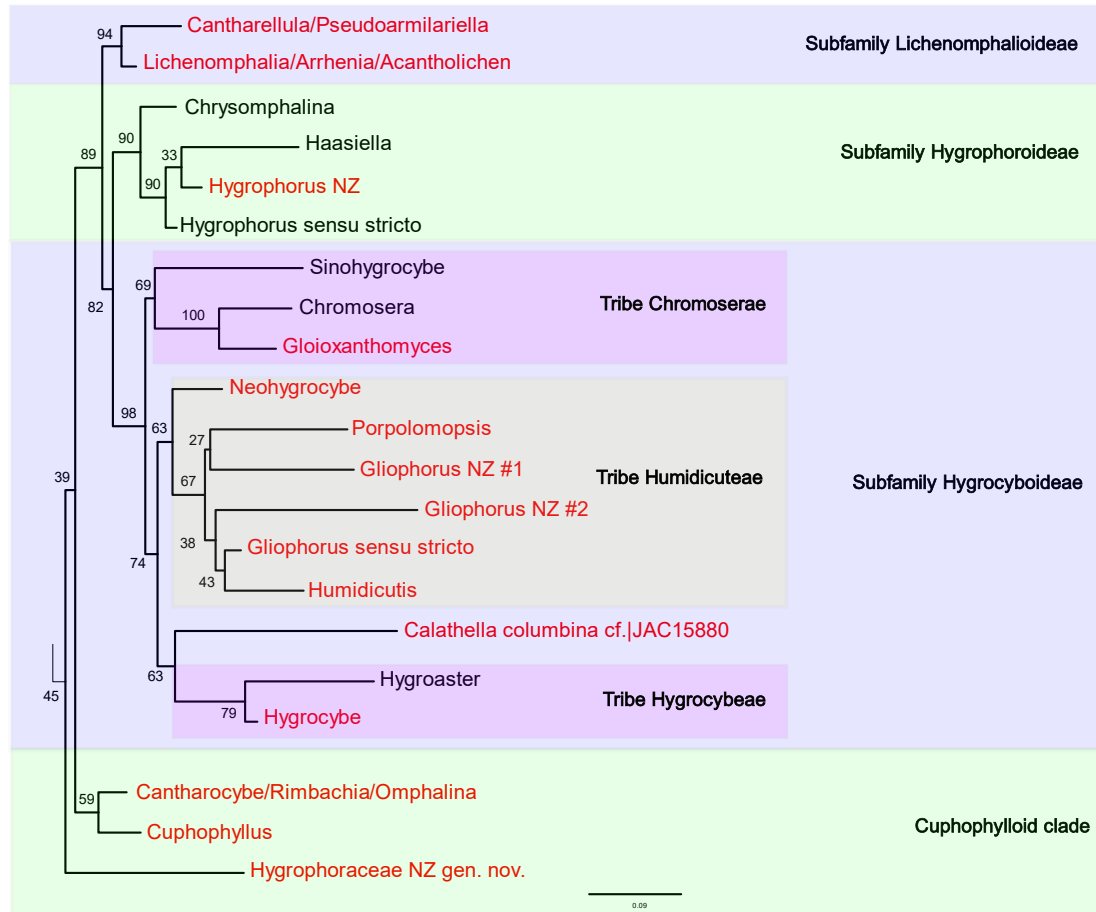 94
Cantharellula/Pseudoarmilariella
Subfamily Lichenomphalioideae
Lichenomphalia/Arrhenia/Acantholichen
Chrysomphalina
90
Haasiella
33
89
Subfamily Hygrophoroideae
90
Hygrophorus NZ
Hygrophorus sensu stricto
Sinohygrocybe
69
82
Tribe Chromoserae
Chromosera
100
Gloioxanthomyces
Neohygrocybe
98
63
Porpolomopsis
27
Gliophorus NZ #1
39
67
Tribe Humidicuteae
Subfamily Hygrocyboideae
Gliophorus NZ #2
38
Gliophorus sensu stricto
74
43
Humidicutis
Calathella columbina cf.|JAC15880
63
Hygroaster
45
Tribe Hygrocybeae
79
Hygrocybe
59
Cantharocybe/Rimbachia/Omphalina
Cuphophyllus
Cuphophylloid clade
Hygrophoraceae NZ gen. nov.
0.09